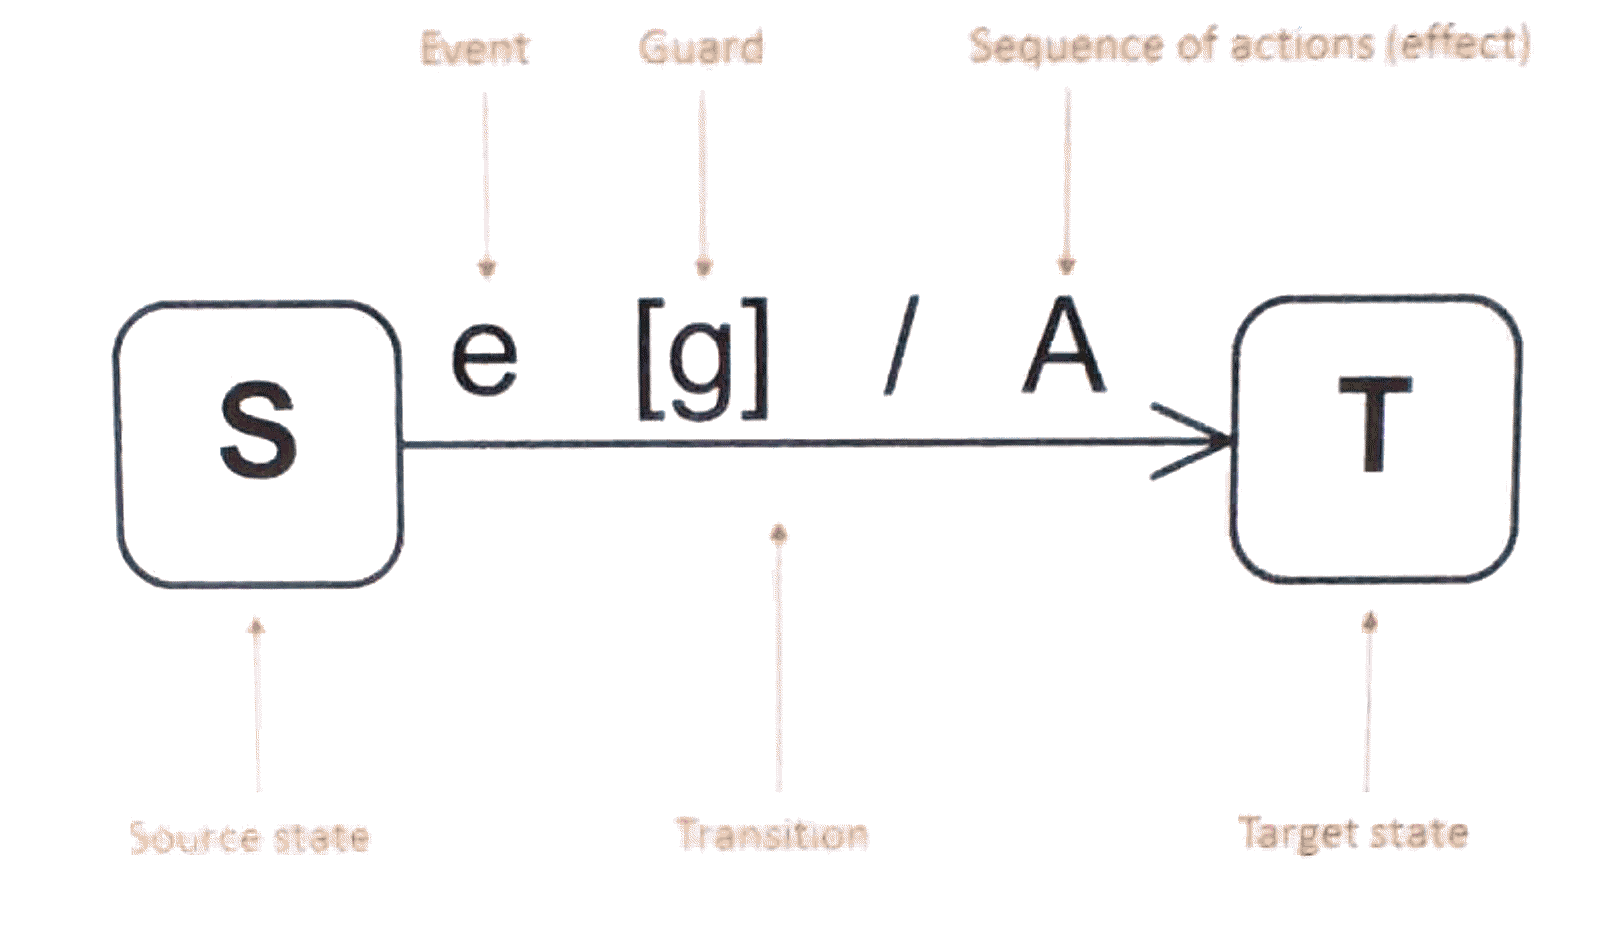 Event Guard Sequence of actions (effect)
e [g] / A
S T
Source state Transition Target state